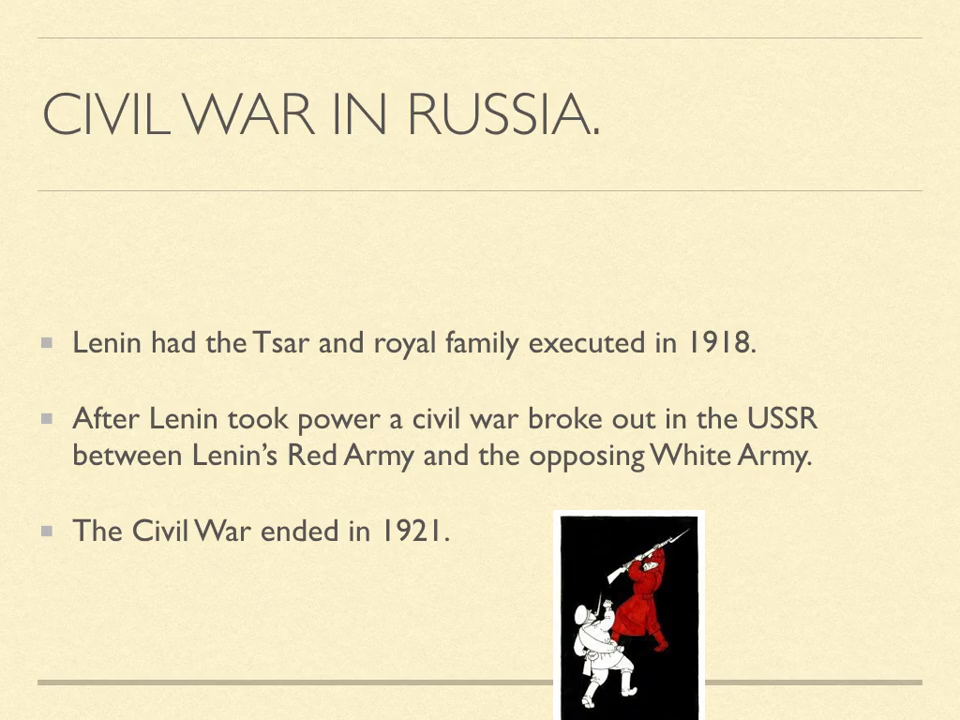 CIVIL WAR IN RUSSIA.
Lenin had the Tsar and royal family executed in 1918.
After Lenin took power a civil war broke out in the USSR
between Lenin's Red Army and the opposing White Army.
The Civil War ended in 1921.